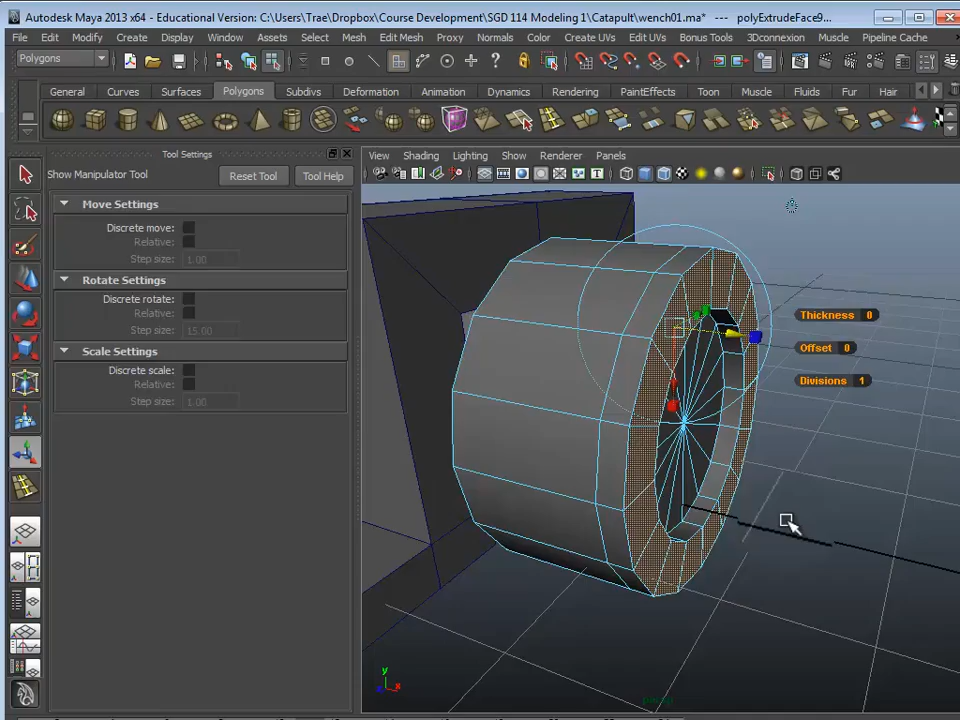 Autodesk Maya 2013 x64 - Educational Version: C:\Users\Trae\Dropbox\Course Development\SGD 114 Modeling 1\Catapult\wench01.ma* --- polyExtrudeFace9...
File Edit Modify Create Display Window Assets Select Mesh Edit Mesh Proxy Normals Color Create UVs Edit UVs Bonus Tools 3Dconnexion Muscle Pipeline Cache
Polygons
General Curves Surfaces Polygons Subdivs Deformation Animation Dynamics Rendering PaintEffects Toon Muscle Fluids Fur Hair
Tool Settings
View Shading Lighting Show Renderer Panels
Show Manipulator Tool Reset Tool Tool Help
Move Settings
Discrete move:
Relative:
Step size: 1.00
Rotate Settings
Discrete rotate:
Relative:
Step size: 15.00
Scale Settings
Discrete scale:
Relative:
Step size: 1.00
Thickness 0
Offset 0
Divisions 1
y
x
z
persp